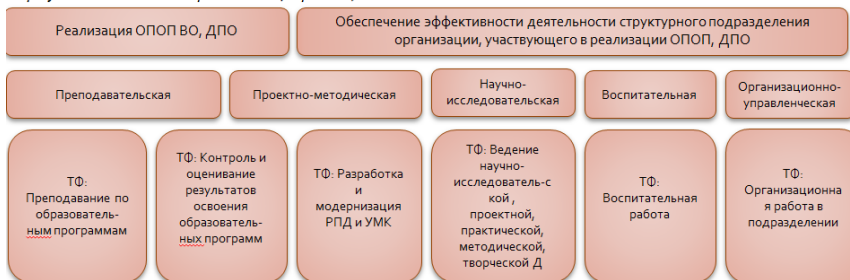 Реализация ОПОП ВО, ДПО
Обеспечение эффективности деятельности структурного подразделения
организации, участвующего в реализации ОПОП, ДПО
Преподавательская
Проектно-методическая
Научно-
исследовательская
Воспитательная
Организационно-
управленческая
ТФ:
Преподавание по
образователь-
ным программам
ТФ: Контроль и
оценивание
результатов
освоения
образователь-
ных программ
ТФ: Разработка
и
модернизация
РПД и УМК
ТФ: Ведение
научно-
исследователь-с
кой ,
проектной,
практической,
методической,
творческой Д
ТФ:
Воспитательная
работа
ТФ:
Организационна
я работа в
подразделении